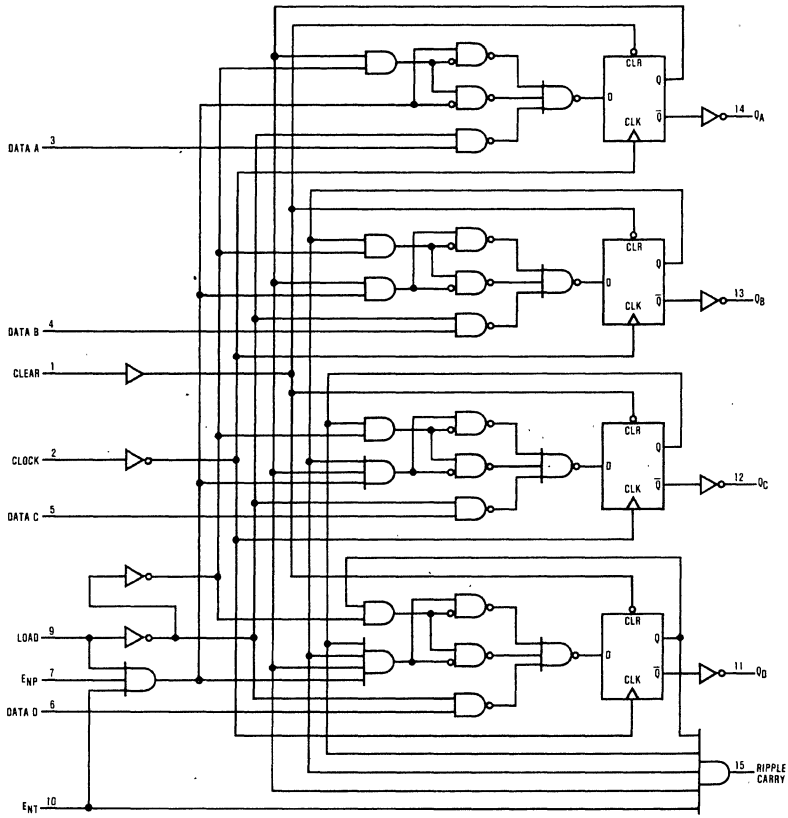 CLR
Q
D
CLK
Q
14 QA
DATA A 3
CLR
Q
D
CLK
Q
13 QB
DATA B 4
CLEAR 1
CLR
Q
D
CLK
Q
12 QC
CLOCK 2
DATA C 5
CLR
Q
D
CLK
Q
11 QD
LOAD 9
ENP 7
DATA D 6
15 RIPPLE
CARRY
ENT 10